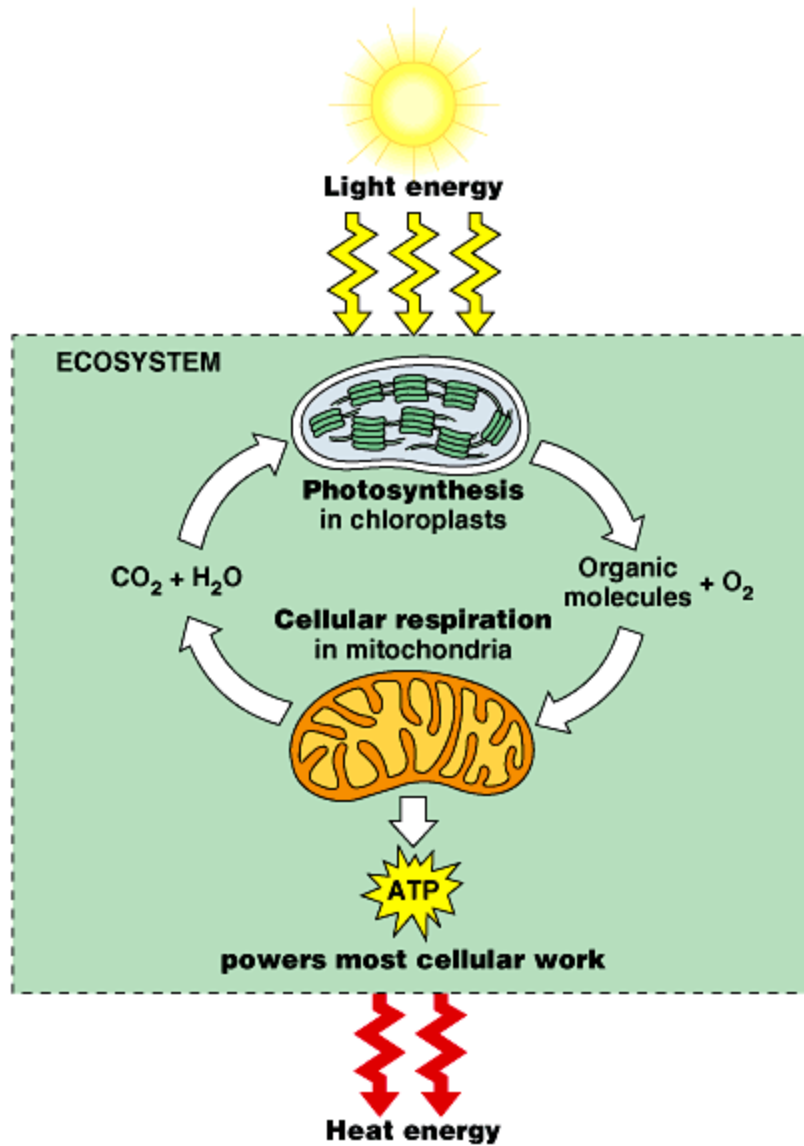 Light energy
ECOSYSTEM
Photosynthesis
in chloroplasts
CO₂ + H₂O
Organic
molecules + O₂
Cellular respiration
in mitochondria
ATP
powers most cellular work
Heat energy